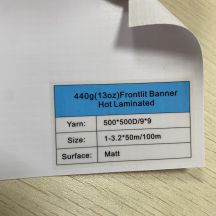 440g(13oz)Frontlit Banner
Hot Laminated
Yarn: 500*500D/9*9
Size: 1-3.2*50m/100m
Surface: Matt